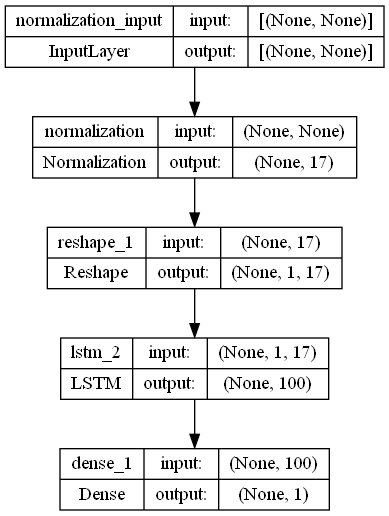 normalization_input input: [(None, None)]
InputLayer output: [(None, None)]
normalization input: (None, None)
Normalization output: (None, 17)
reshape_1 input: (None, 17)
Reshape output: (None, 1, 17)
lstm_2 input: (None, 1, 17)
LSTM output: (None, 100)
dense_1 input: (None, 100)
Dense output: (None, 1)